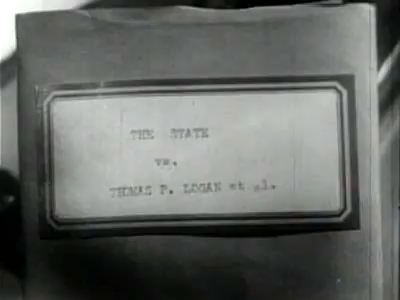 THE STATE
vs.
THOMAS P. LOGAN et al.